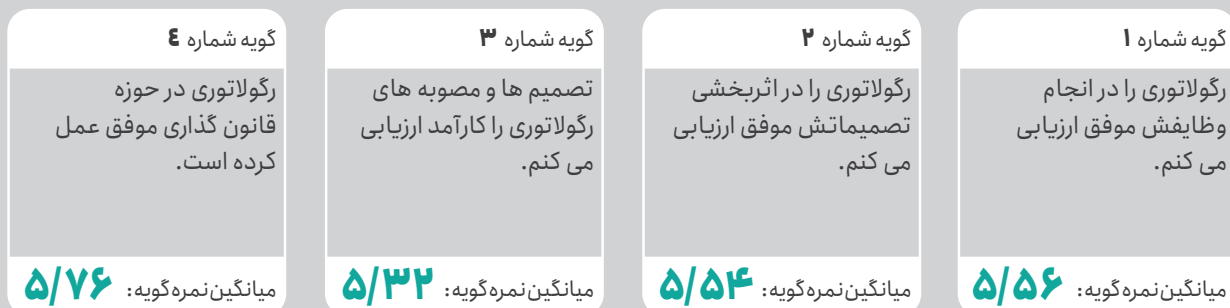 گویه شماره ۱
رگولاتوری را در انجام
وظایفش موفق ارزیابی
می کنم.
میانگین نمره گویه: ۵/۵۶
گویه شماره ۲
رگولاتوری را در اثربخشی
تصمیماتش موفق ارزیابی
می کنم.
میانگین نمره گویه: ۵/۵۴
گویه شماره ۳
تصمیم ها و مصوبه های
رگولاتوری را کارآمد ارزیابی
می کنم.
میانگین نمره گویه: ۵/۳۲
گویه شماره ٤
رگولاتوری در حوزه
قانون گذاری موفق عمل
کرده است.
میانگین نمره گویه: ۵/۷۶